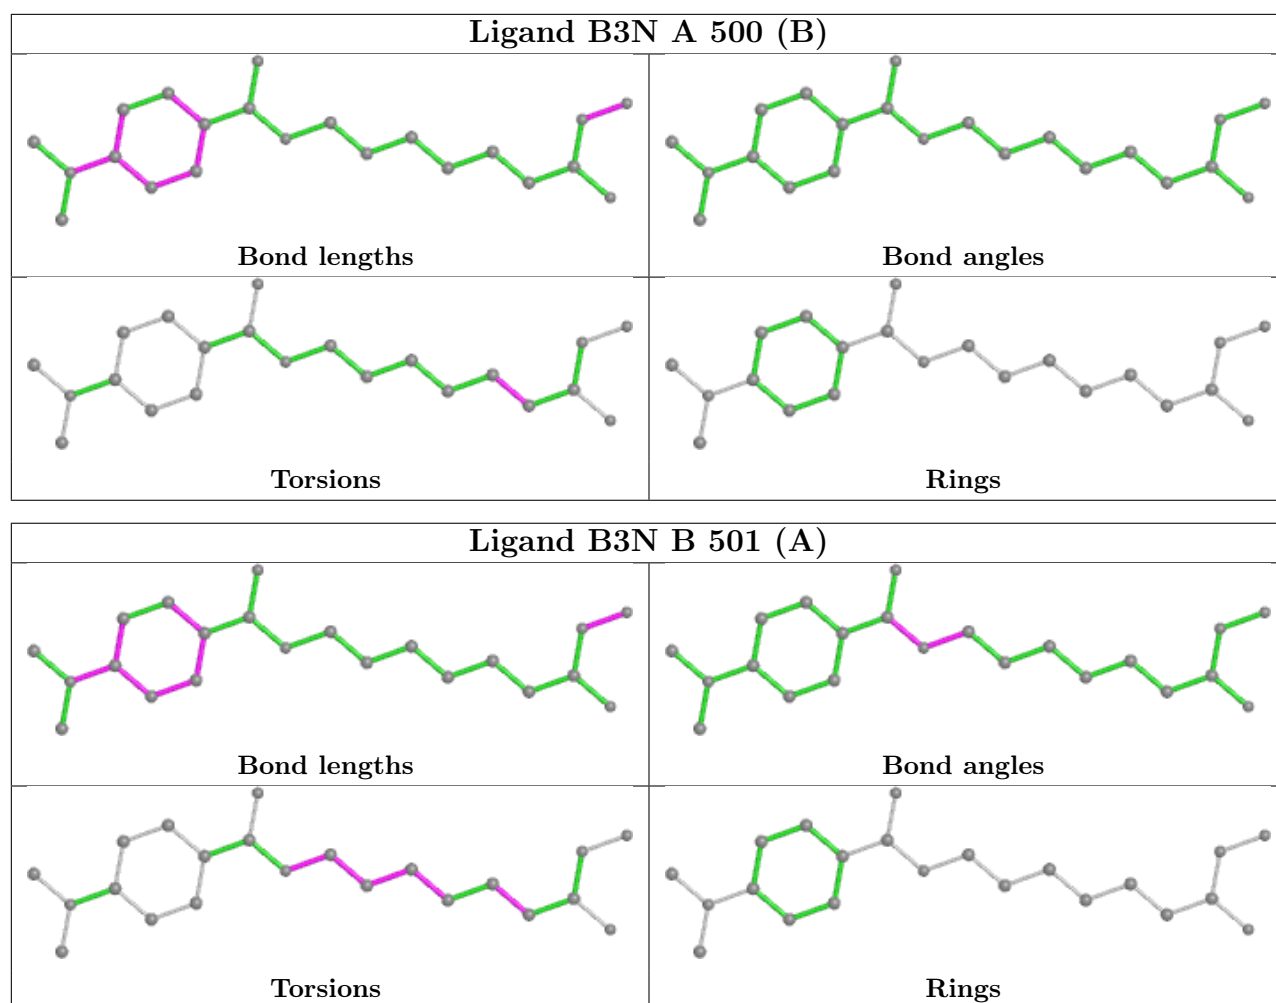 Ligand B3N A 500 (B)
Bond lengths
Bond angles
Torsions
Rings
Ligand B3N B 501 (A)
Bond lengths
Bond angles
Torsions
Rings